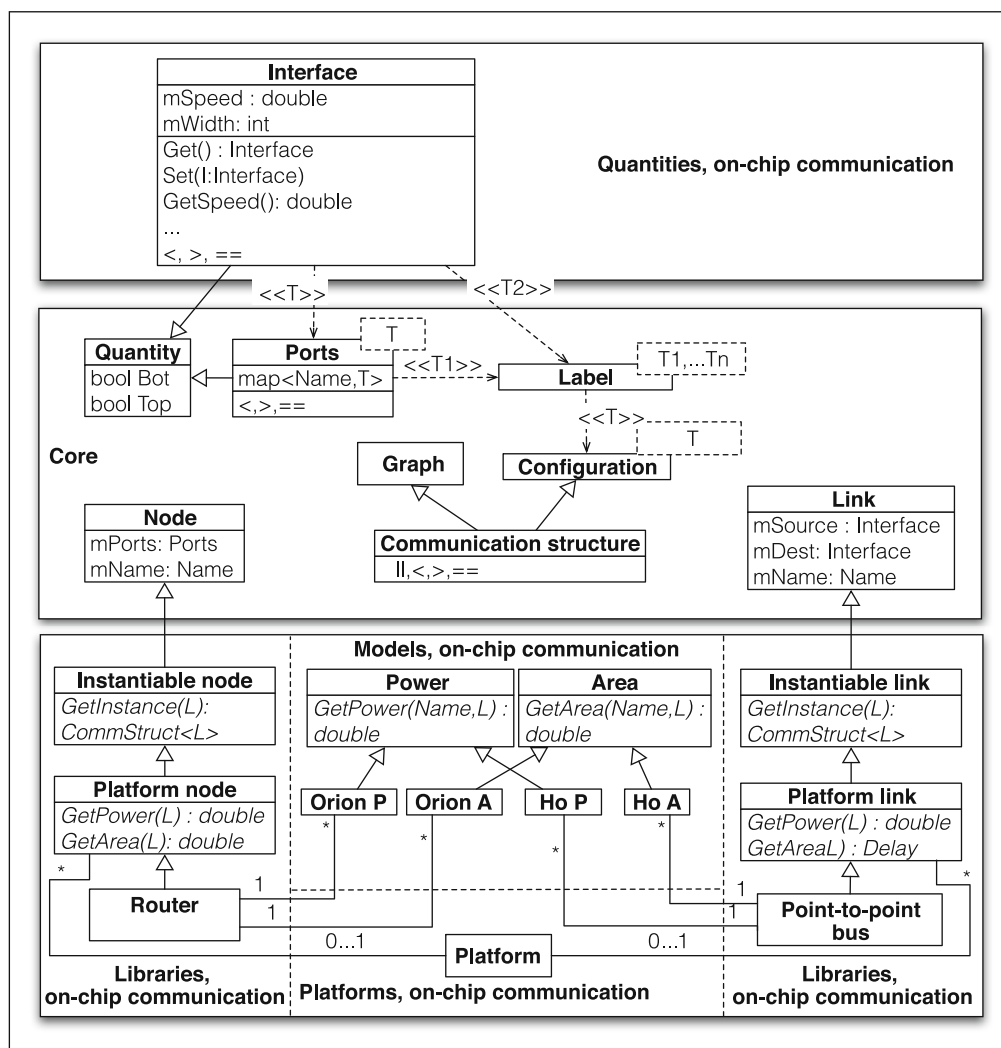 Interface
mSpeed : double
mWidth: int
Get() : Interface
Set(I:Interface)
GetSpeed(): double
...
<, >, ==
Quantities, on-chip communication
<<T>>
<<T2>>
Quantity
bool Bot
bool Top
Ports
T
map<Name,T>
<,>,==
<<T1>>
Label
T1,...Tn
<<T>>
T
Core
Graph
Configuration
Node
mPorts: Ports
mName: Name
Communication structure
II,<,>,==
Link
mSource : Interface
mDest: Interface
mName: Name
Models, on-chip communication
Instantiable node
GetInstance(L):
CommStruct<L>
Power
GetPower(Name,L) :
double
Area
GetArea(Name,L) :
double
Instantiable link
GetInstance(L):
CommStruct<L>
Platform node
GetPower(L) : double
GetArea(L): double
Orion P
Orion A
Ho P
Ho A
Platform link
GetPower(L) : double
GetAreaL) : Delay
*
*
*
*
*
*
Router
1
1
1
1
Point-to-point
bus
0...1
0...1
Platform
Libraries,
on-chip communication
Platforms, on-chip communication
Libraries,
on-chip communication